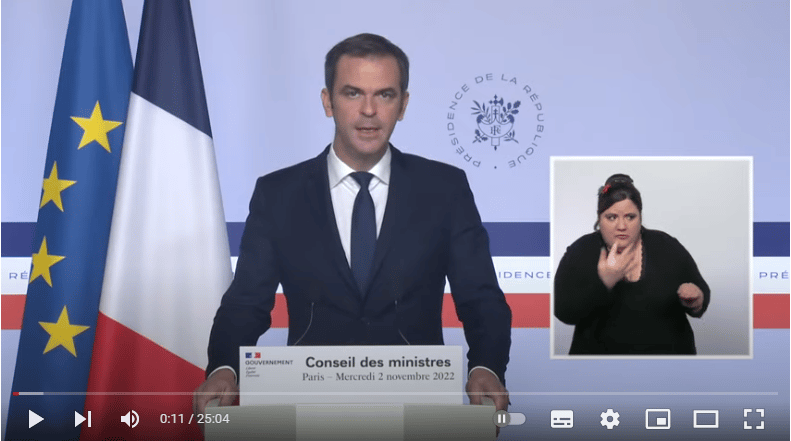 PRÉSIDENCE DE LA RÉPUBLIQUE
RF
RÉ
PRÉSIDENCE
PRÉ
GOUVERNEMENT
Conseil des ministres
Paris – Mercredi 2 novembre 2022
0:11 / 25:04